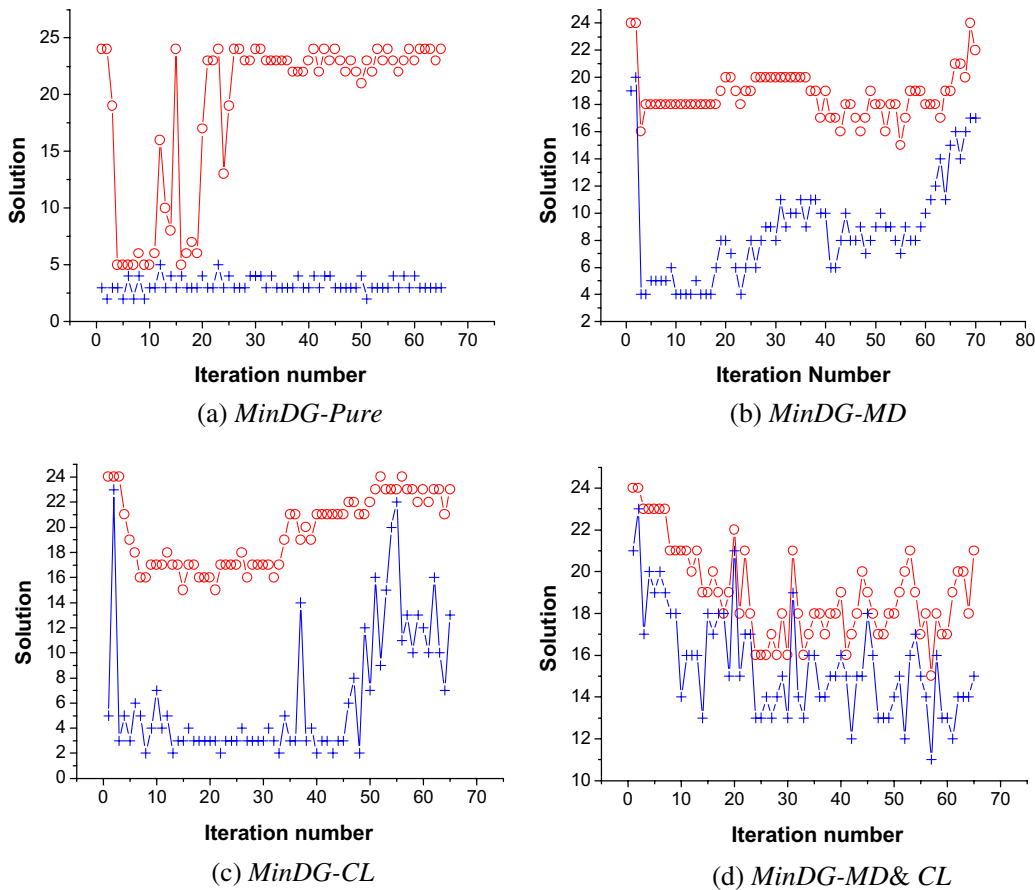 25
20
15
10
5
0
Solution
0 10 20 30 40 50 60 70
Iteration number
(a) MinDG-Pure
24
22
20
18
16
14
12
10
8
6
4
2
Solution
0 10 20 30 40 50 60 70 80
Iteration Number
(b) MinDG-MD
24
22
20
18
16
14
12
10
8
6
4
2
0
Solution
0 10 20 30 40 50 60 70
Iteration number
(c) MinDG-CL
24
22
20
18
16
14
12
10
Solution
0 10 20 30 40 50 60 70
Iteration number
(d) MinDG-MD& CL